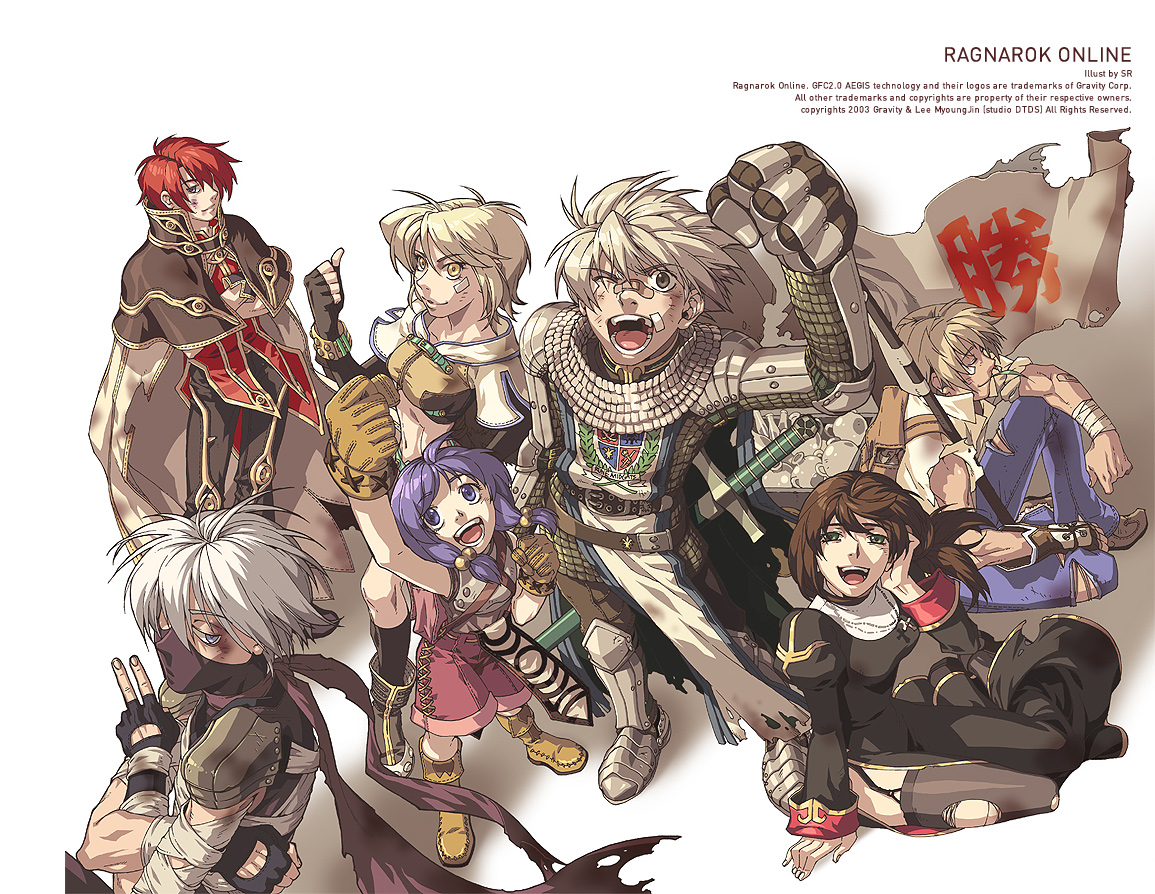 RAGNAROK ONLINE
Illust by SR
Ragnarok Online. GFC2.0 AEGIS technology and their logos are trademarks of Gravity Corp.
All other trademarks and copyrights are property of their respective owners.
copyrights 2003 Gravity & Lee MyoungJin (studio DTDS) All Rights Reserved.
勝